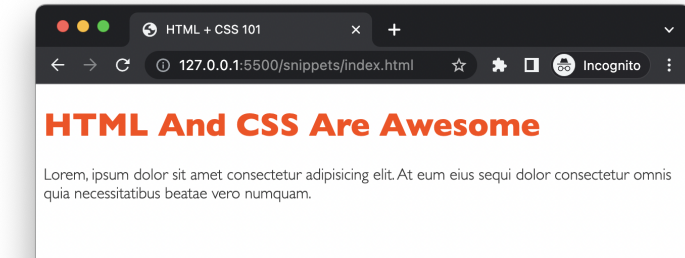 HTML + CSS 101
127.0.0.1:5500/snippets/index.html
Incognito
HTML And CSS Are Awesome
Lorem, ipsum dolor sit amet consectetur adipisicing elit. At eum eius sequi dolor consectetur omnis
quia necessitatibus beatae vero numquam.